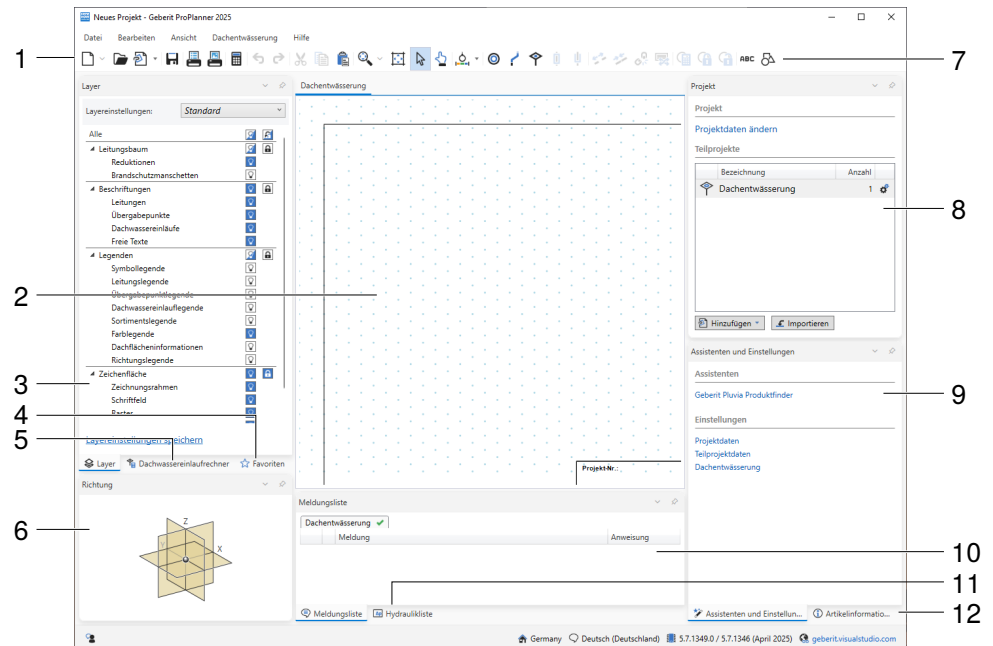 Neues Projekt - Geberit ProPlanner 2025
Datei Bearbeiten Ansicht Dachentwässerung Hilfe
1
ABC
7
Layer
Dachentwässerung
Projekt
Layereinstellungen: Standard
Projekt
Projektdaten ändern
Alle
Leitungsbaum
Teilprojekte
Reduktionen
Brandschutzmanschetten
Bezeichnung Anzahl
Beschriftungen
Dachentwässerung 1
Leitungen
Übergabepunkte
8
Dachwassereinläufe
Freie Texte
Legenden
Symbollegende
Leitungslegende
2
Übergabepunktlegende
Dachwassereinlauflegende
Sortimentslegende
Hinzufügen Importieren
Farblegende
Dachflächeninformationen
Assistenten und Einstellungen
Richtungslegende
Zeichenfläche
Assistenten
3
Zeichnungsrahmen
Geberit Pluvia Produktfinder
9
Schriftfeld
4
Raster
Einstellungen
5
Layereinstellungen speichern
Projektdaten
Teilprojektdaten
Layer Dachwassereinlaufrechner Favoriten
Projekt-Nr.:
Dachentwässerung
Richtung
Meldungsliste
Z
Y
X
6
Dachentwässerung
Meldung Anweisung
10
11
Meldungsliste Hydraulikliste
Assistenten und Einstellun... Artikelinformatio...
12
Germany Deutsch (Deutschland) 5.7.1349.0 / 5.7.1346 (April 2025) geberit.visualstudio.com